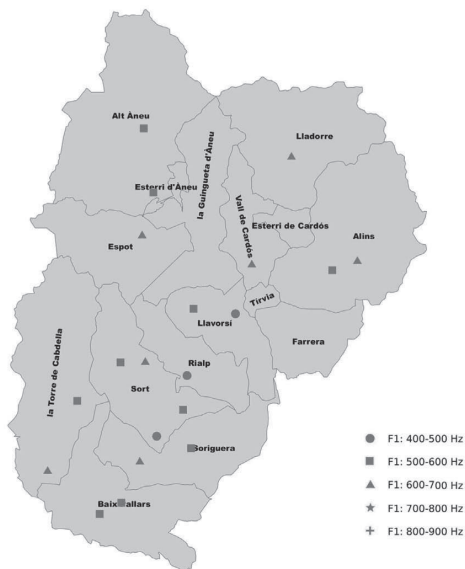 Alt Àneu
Lladorre
la Guingueta d'Àneu
Esterri d'Àneu
Vall de Cardós
Esterri de Cardós
Alins
Espot
Tírvia
Llavorsí
Farrera
la Torre de Cabdella
Rialp
Sort
Soriguera
F1: 400-500 Hz
F1: 500-600 Hz
Baix Pallars
F1: 600-700 Hz
F1: 700-800 Hz
F1: 800-900 Hz